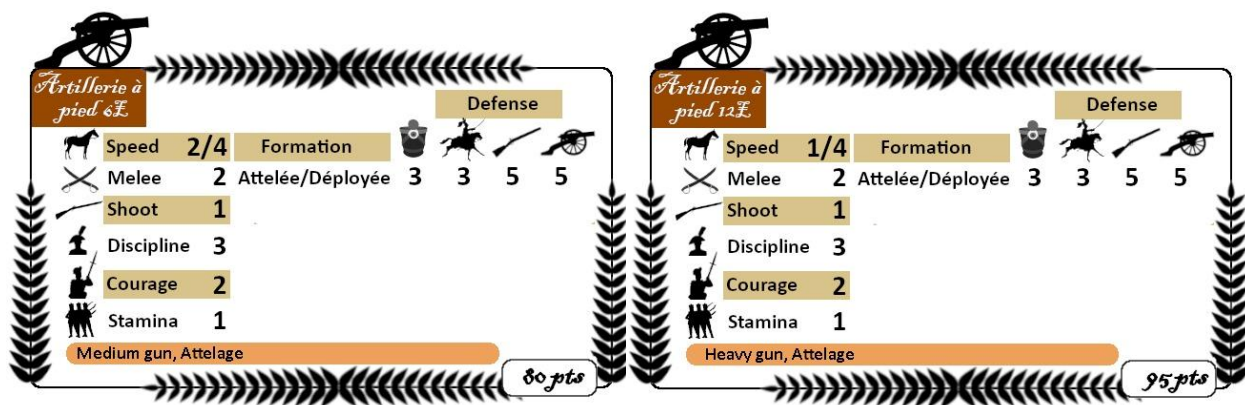 Artillerie à
pied 6£
Defense
Speed 2/4 Formation
Melee 2 Attelée/Déployée 3 3 5 5
Shoot 1
Discipline 3
Courage 2
Stamina 1
Medium gun, Attelage
80 pts
Artillerie à
pied 12£
Defense
Speed 1/4 Formation
Melee 2 Attelée/Déployée 3 3 5 5
Shoot 1
Discipline 3
Courage 2
Stamina 1
Heavy gun, Attelage
95 pts